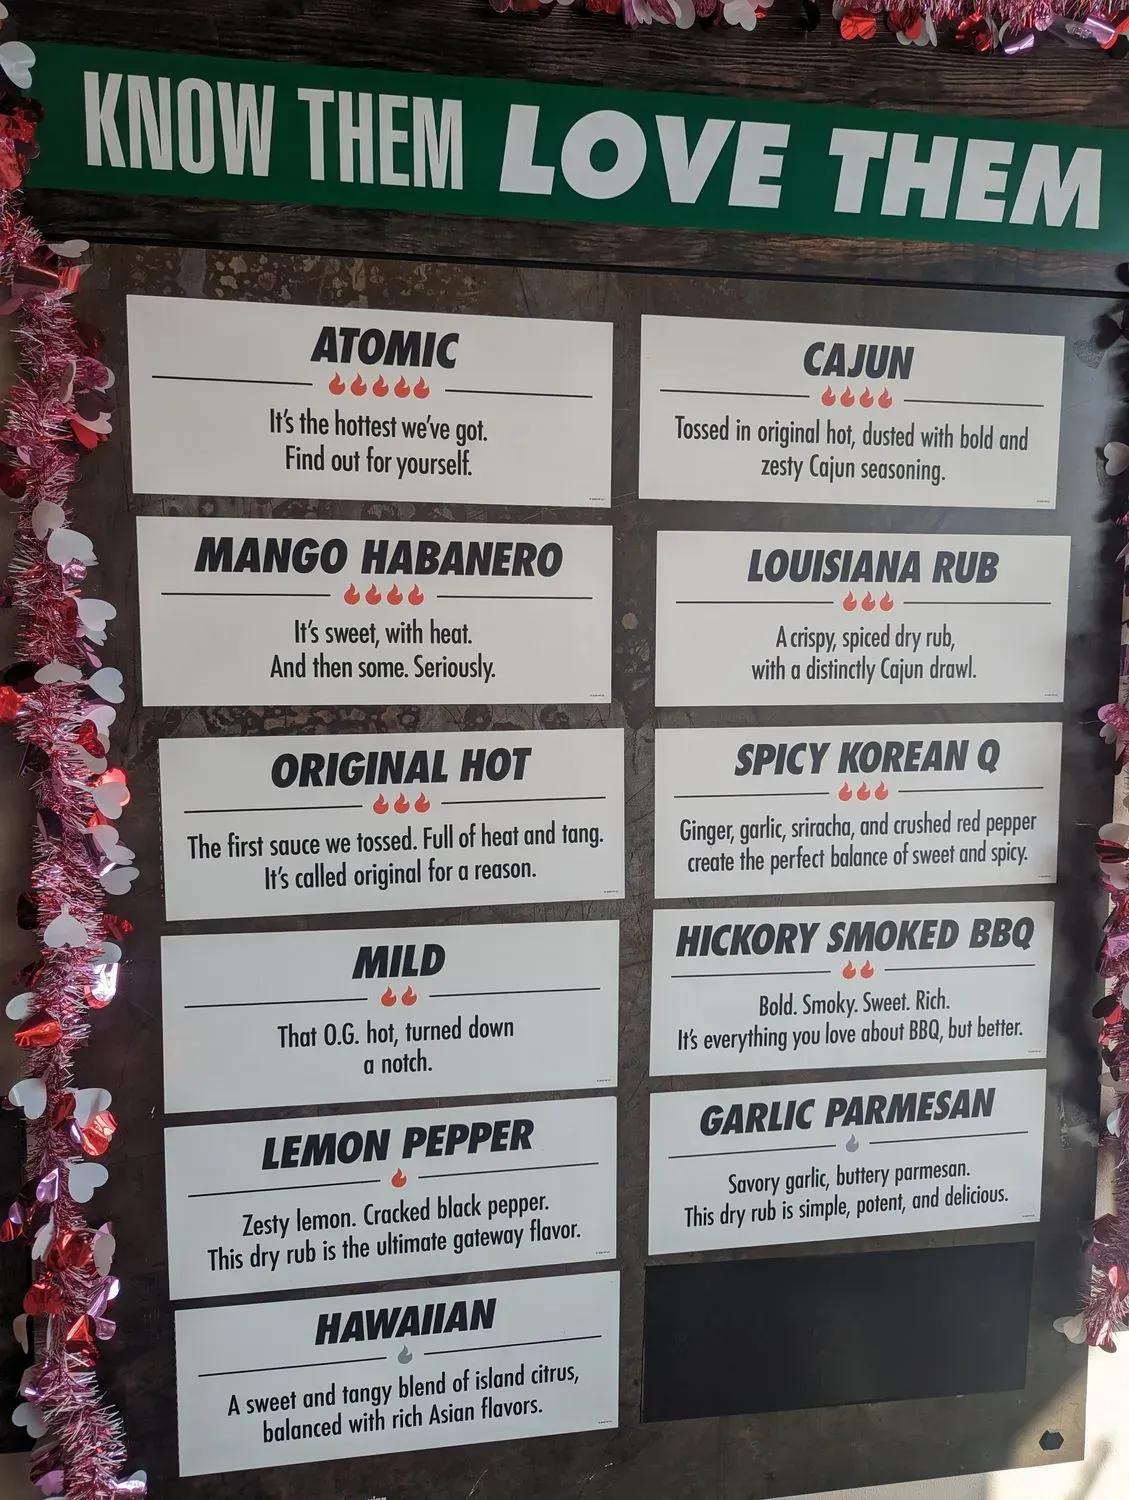 KNOW THEM LOVE THEM
ATOMIC
It's the hottest we've got.
Find out for yourself.
CAJUN
Tossed in original hot, dusted with bold and
zesty Cajun seasoning.
MANGO HABANERO
It's sweet, with heat.
And then some. Seriously.
LOUISIANA RUB
A crispy, spiced dry rub,
with a distinctly Cajun drawl.
ORIGINAL HOT
The first sauce we tossed. Full of heat and tang.
It's called original for a reason.
SPICY KOREAN Q
Ginger, garlic, sriracha, and crushed red pepper
create the perfect balance of sweet and spicy.
MILD
That O.G. hot, turned down
a notch.
HICKORY SMOKED BBQ
Bold. Smoky. Sweet. Rich.
It's everything you love about BBQ, but better.
LEMON PEPPER
Zesty lemon. Cracked black pepper.
This dry rub is the ultimate gateway flavor.
GARLIC PARMESAN
Savory garlic, buttery parmesan.
This dry rub is simple, potent, and delicious.
HAWAIIAN
A sweet and tangy blend of island citrus,
balanced with rich Asian flavors.